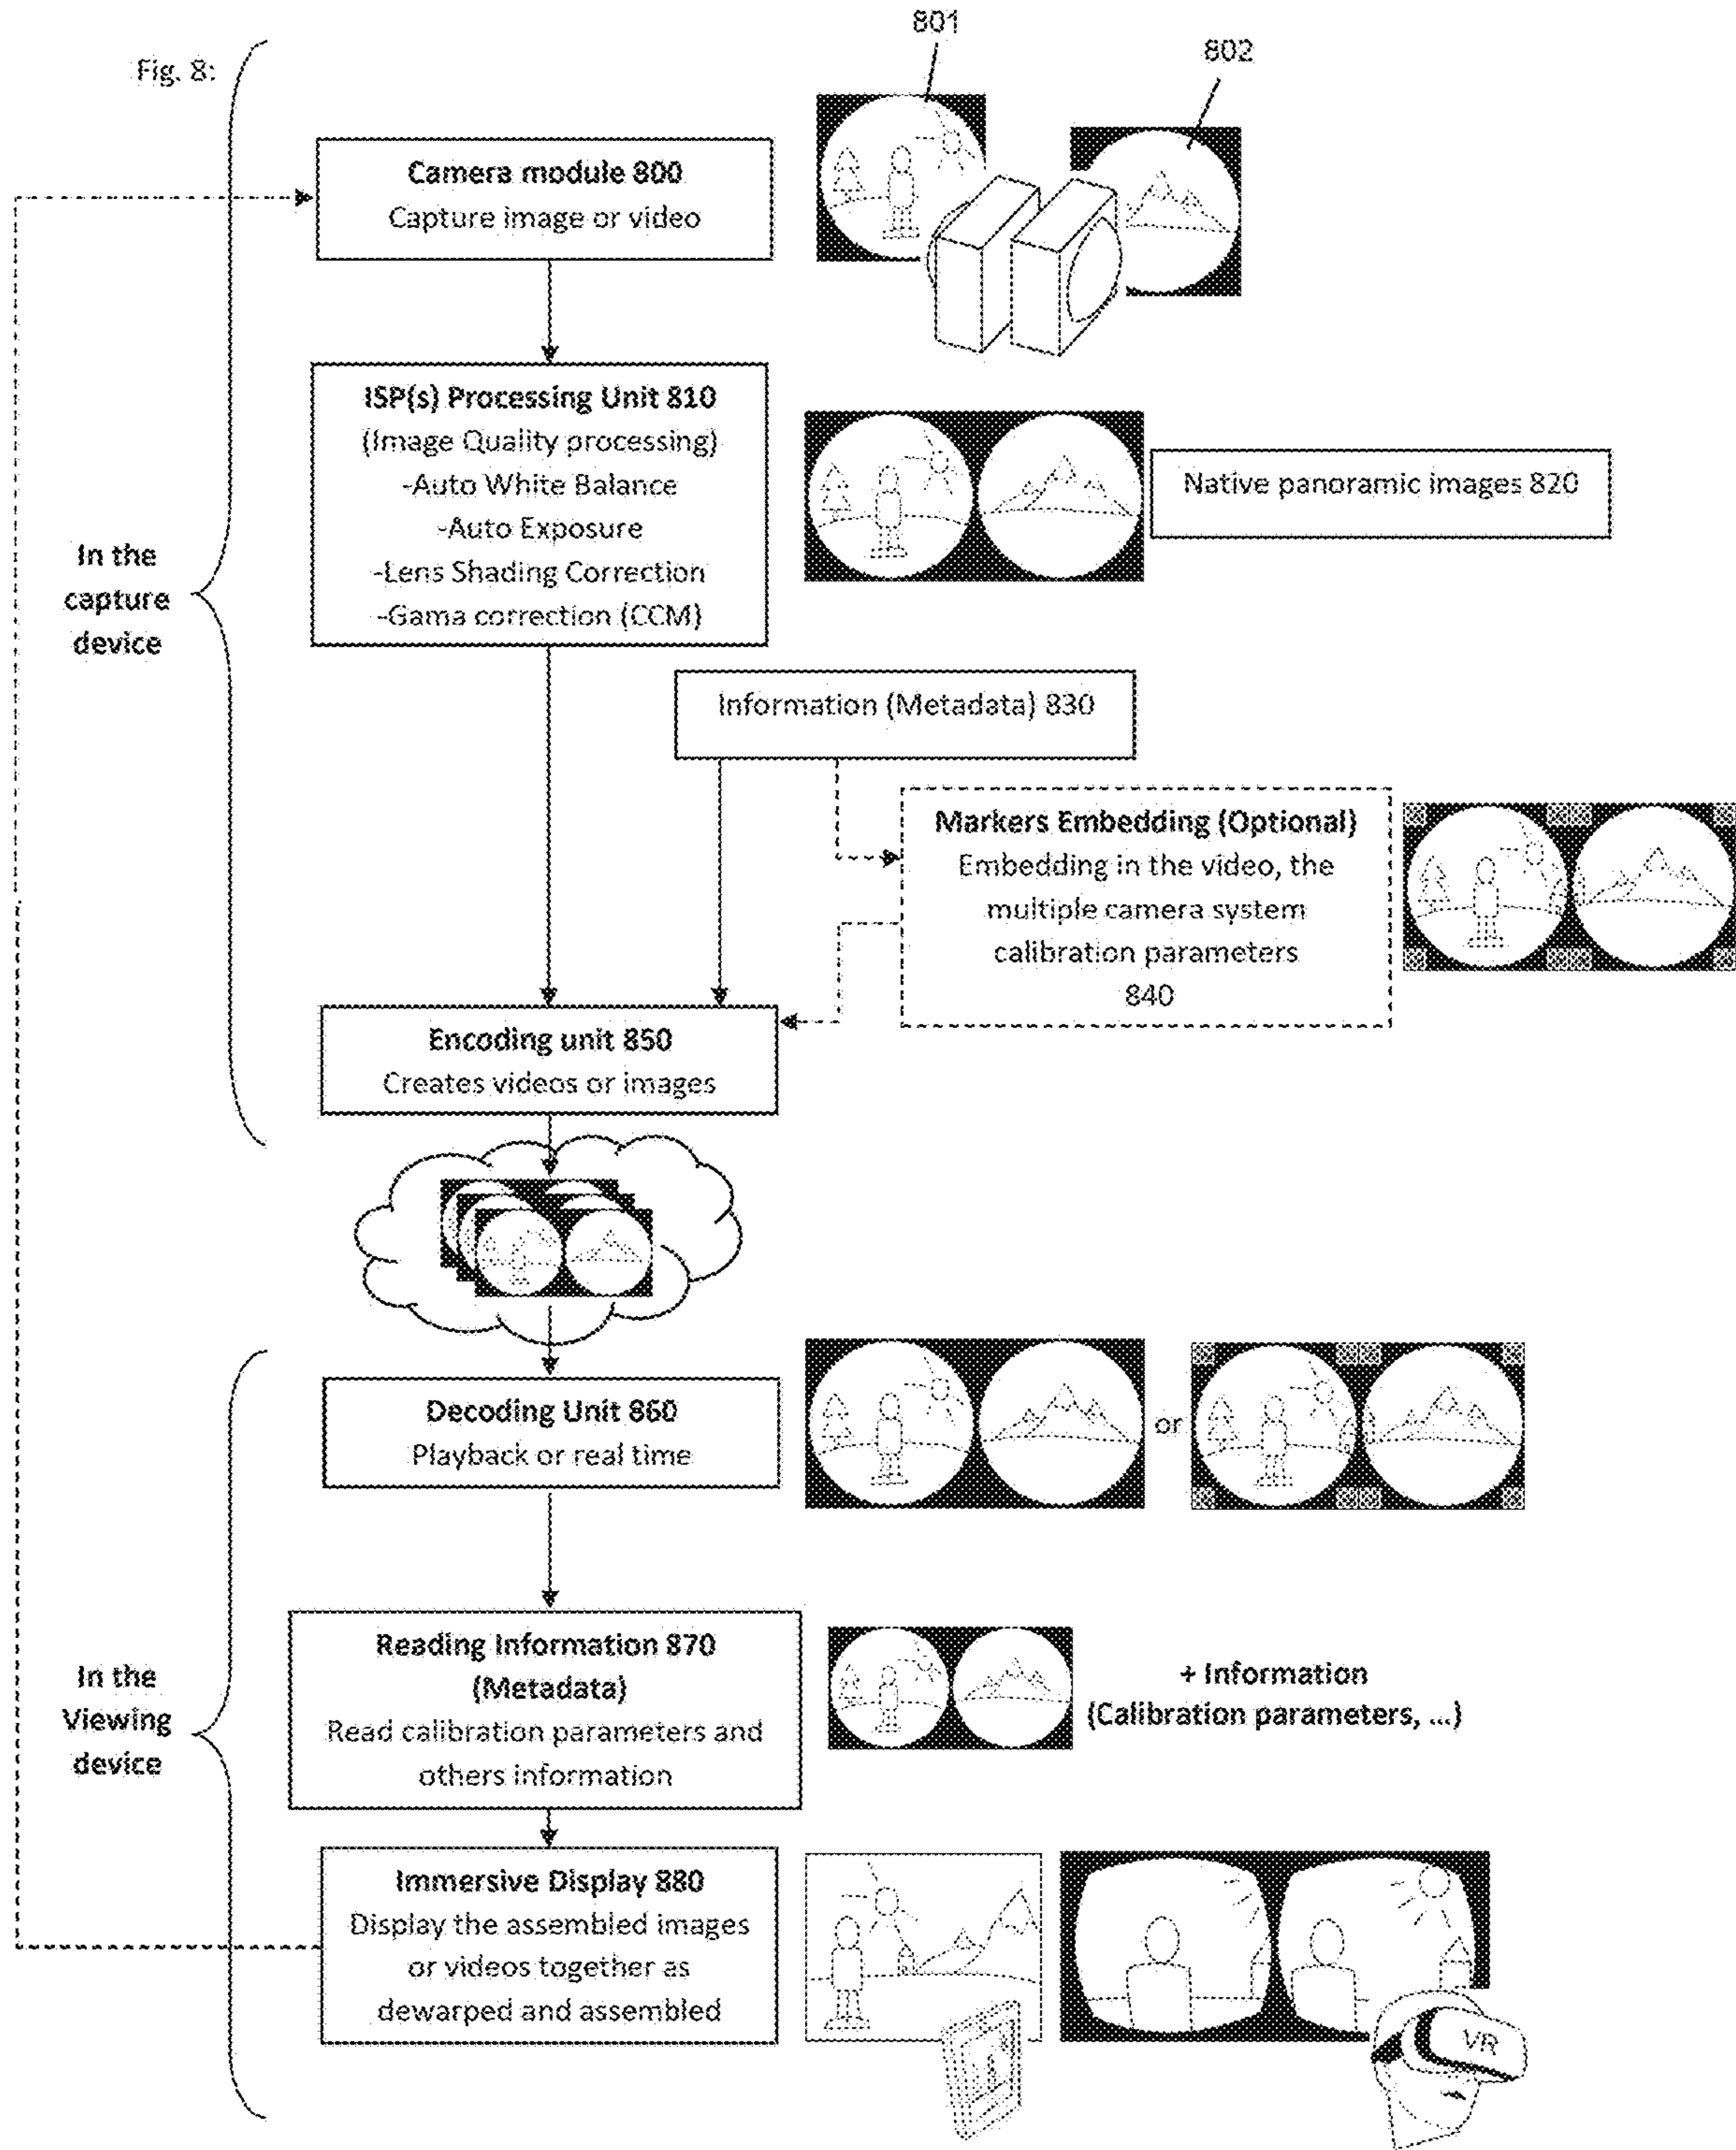 801
802
Fig. 8:
Camera module 800
Capture image or video
ISP(s) Processing Unit 810
(Image Quality processing)
-Auto White Balance
-Auto Exposure
-Lens Shading Correction
-Gama correction (CCM)
Native panoramic images 820
In the
capture
device
Information (Metadata) 830
Markers Embedding (Optional)
Embedding in the video, the
multiple camera system
calibration parameters
840
Encoding unit 850
Creates videos or images
Decoding Unit 860
Playback or real time
or
Reading Information 870
(Metadata)
Read calibration parameters and
others information
+ Information
(Calibration parameters, ...)
In the
Viewing
device
Immersive Display 880
Display the assembled images
or videos together as
dewarped and assembled
VR